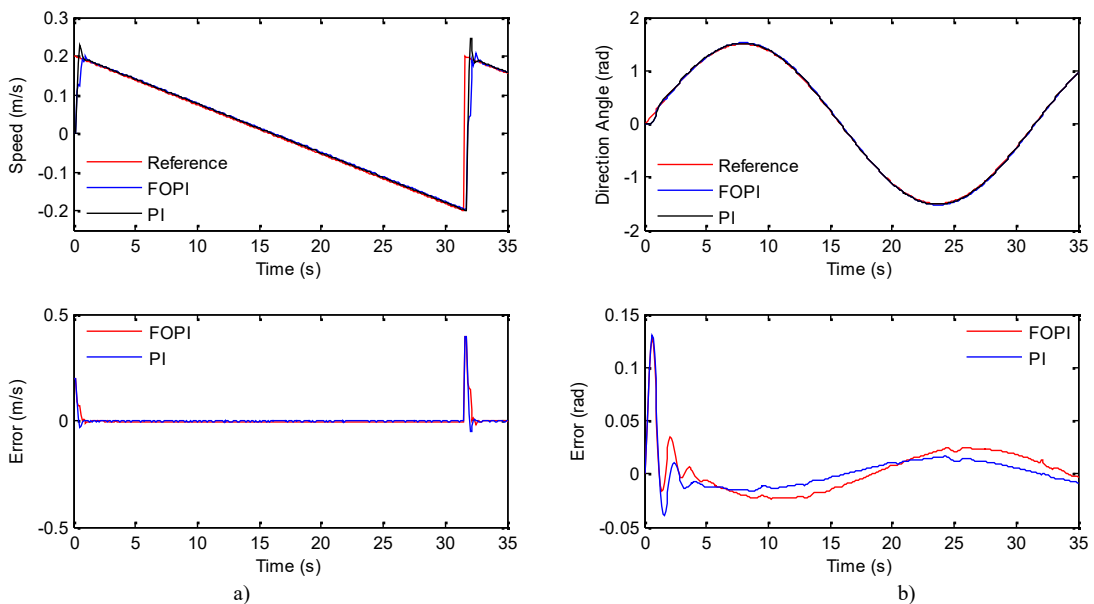 0.2
0.1
0
-0.1
-0.2
Speed (m/s)
Reference
FOPI
PI
0 5 10 15 20 25 30 35
Time (s)
2
1
0
-1
-2
Direction Angle (rad)
Reference
FOPI
PI
0 5 10 15 20 25 30 35
Time (s)
0.5
0
-0.5
Error (m/s)
FOPI
PI
0 5 10 15 20 25 30 35
Time (s)
a)
0.15
0.1
0.05
0
-0.05
Error (rad)
FOPI
PI
0 5 10 15 20 25 30 35
Time (s)
b)